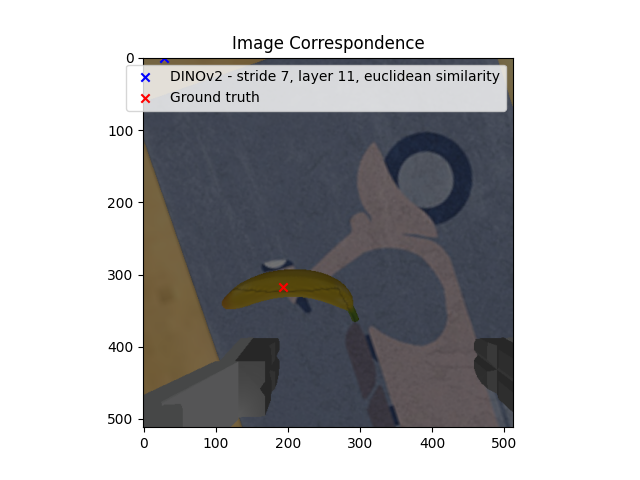 Image Correspondence
DINOv2 - stride 7, layer 11, euclidean similarity
Ground truth
0
100
200
300
400
500
0 100 200 300 400 500